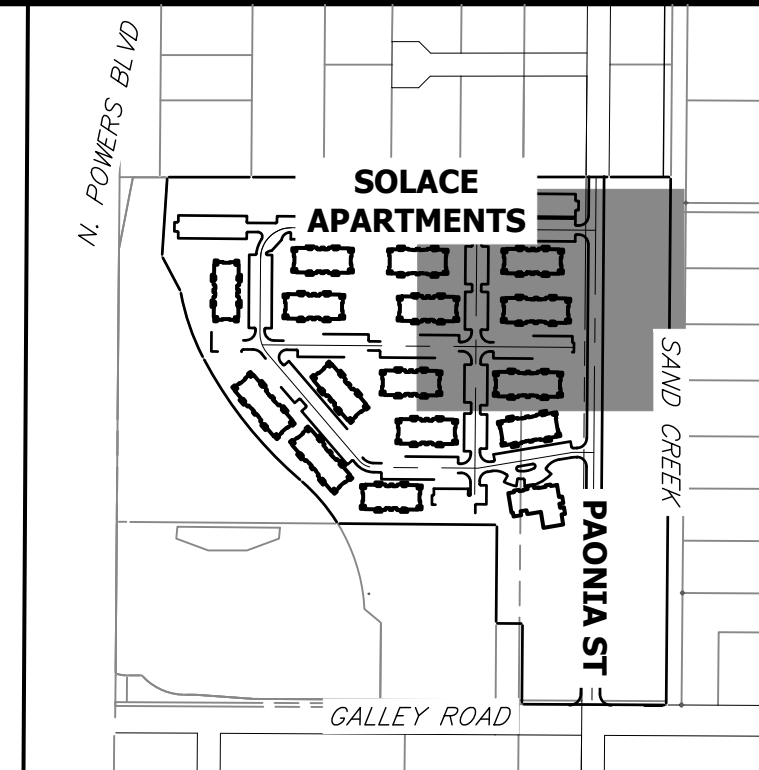 N. POWERS BLVD
SOLACE
APARTMENTS
SAND CREEK
PAONIA ST
GALLEY ROAD